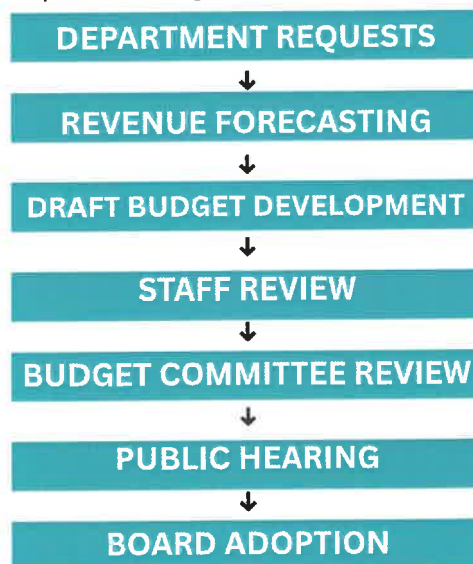 DEPARTMENT REQUESTS
↓
REVENUE FORECASTING
↓
DRAFT BUDGET DEVELOPMENT
↓
STAFF REVIEW
↓
BUDGET COMMITTEE REVIEW
↓
PUBLIC HEARING
↓
BOARD ADOPTION